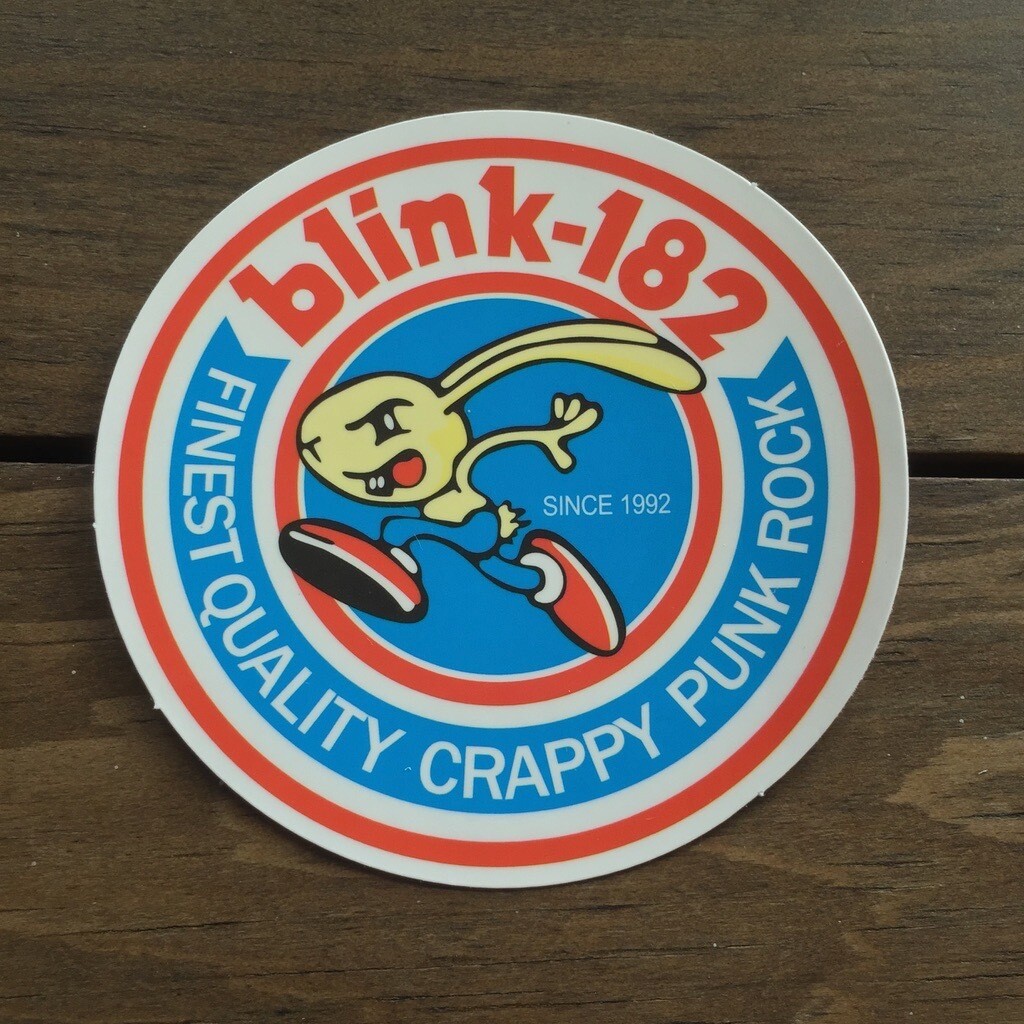 blink-182
SINCE 1992
FINEST QUALITY CRAPPY PUNK ROCK